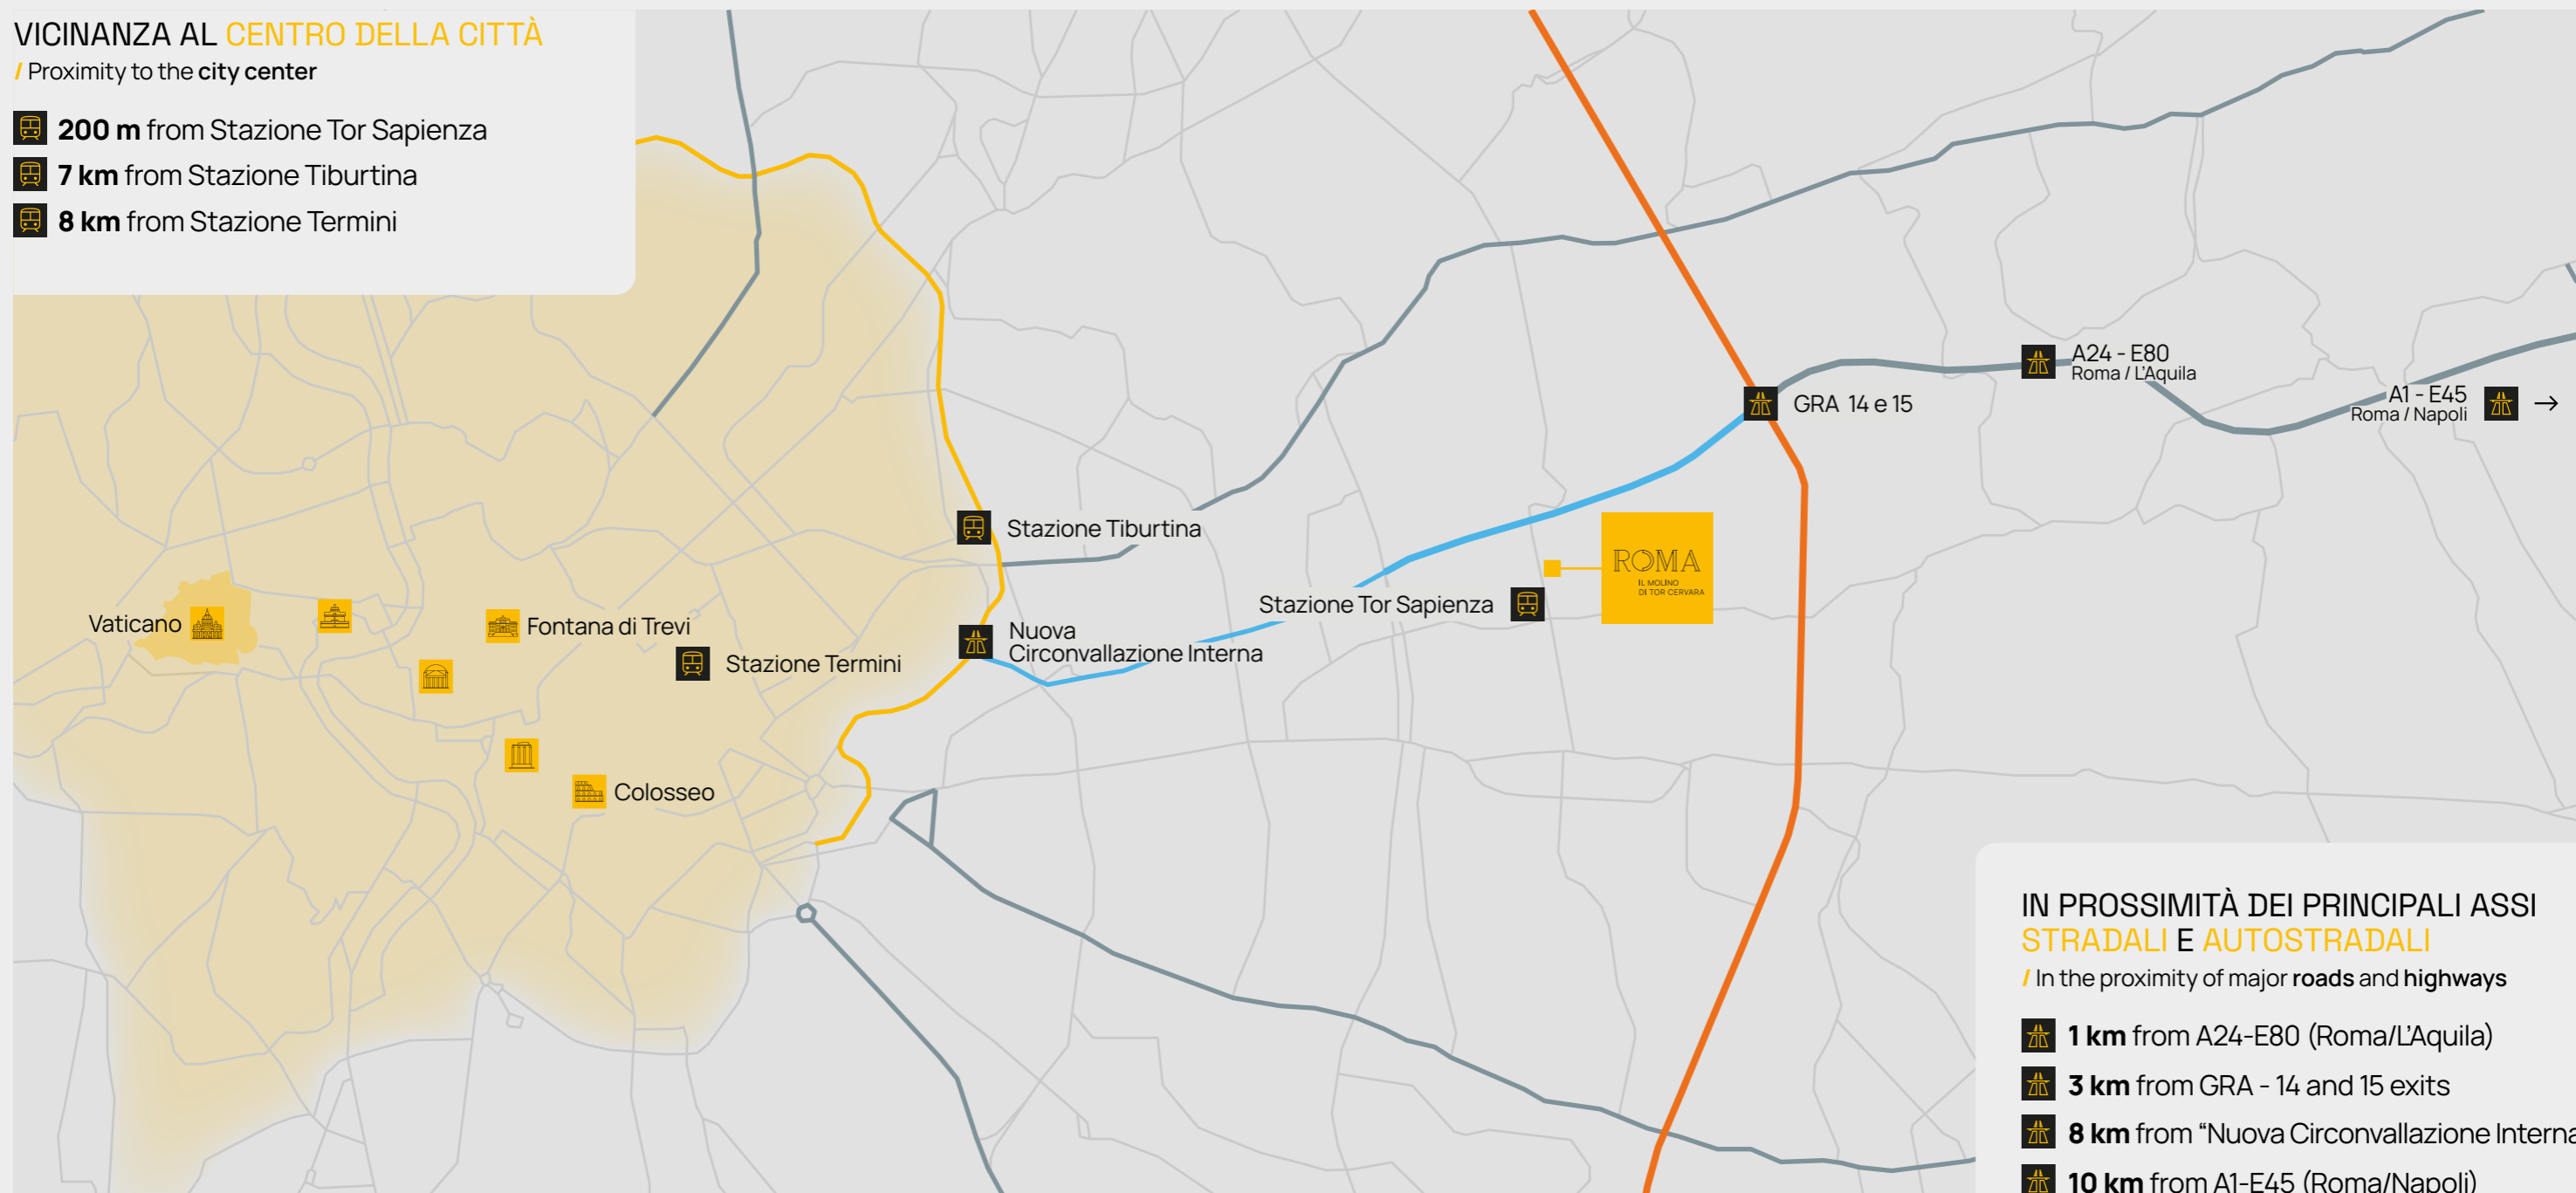 VICINANZA AL CENTRO DELLA CITTÀ
/ Proximity to the city center
200 m from Stazione Tor Sapienza
7 km from Stazione Tiburtina
8 km from Stazione Termini
A24 - E80
Roma / L'Aquila
A1 - E45
Roma / Napoli
→
GRA 14 e 15
Stazione Tiburtina
ROMA
IL MOLINO
DI TOR CERVARA
Stazione Tor Sapienza
Vaticano
Fontana di Trevi
Nuova
Circonvallazione Interna
Stazione Termini
Colosseo
IN PROSSIMITÀ DEI PRINCIPALI ASSI
STRADALI E AUTOSTRADALI
/ In the proximity of major roads and highways
1 km from A24-E80 (Roma/L'Aquila)
3 km from GRA - 14 and 15 exits
8 km from “Nuova Circonvallazione Interna
10 km from A1-E45 (Roma/Napoli)